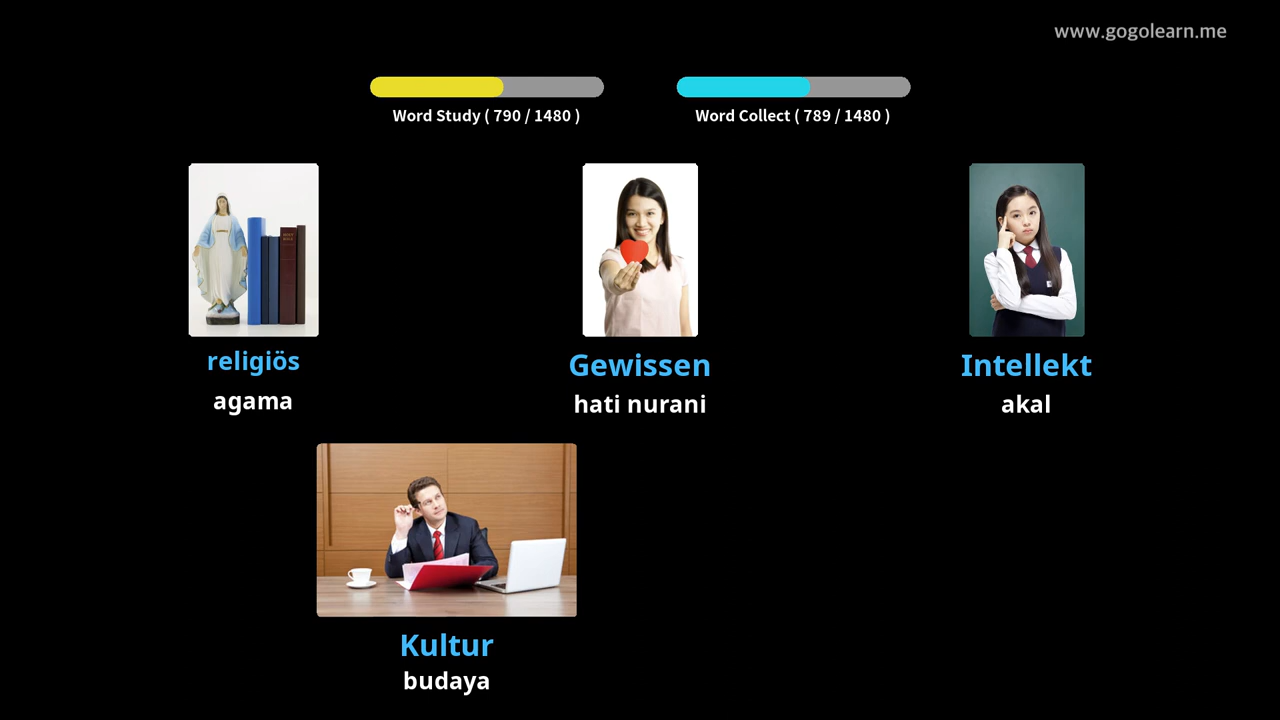 www.gogolearn.me
Word Study ( 790 / 1480 )
Word Collect ( 789 / 1480 )
religiös
agama
Gewissen
hati nurani
Intellekt
akal
Kultur
budaya